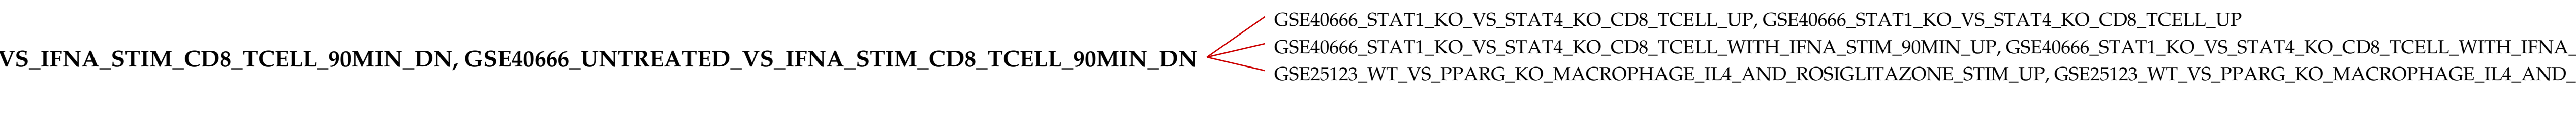 GSE40666_STAT1_KO_VS_STAT4_KO_CD8_TCELL_UP, GSE40666_STAT1_KO_VS_STAT4_KO_CD8_TCELL_UP
GSE40666_STAT1_KO_VS_STAT4_KO_CD8_TCELL_WITH_IFNA_STIM_90MIN_UP, GSE40666_STAT1_KO_VS_STAT4_KO_CD8_TCELL_WITH_IFNA_
VS_IFNA_STIM_CD8_TCELL_90MIN_DN, GSE40666_UNTREATED_VS_IFNA_STIM_CD8_TCELL_90MIN_DN
GSE25123_WT_VS_PPARG_KO_MACROPHAGE_IL4_AND_ROSIGLITAZONE_STIM_UP, GSE25123_WT_VS_PPARG_KO_MACROPHAGE_IL4_AND_